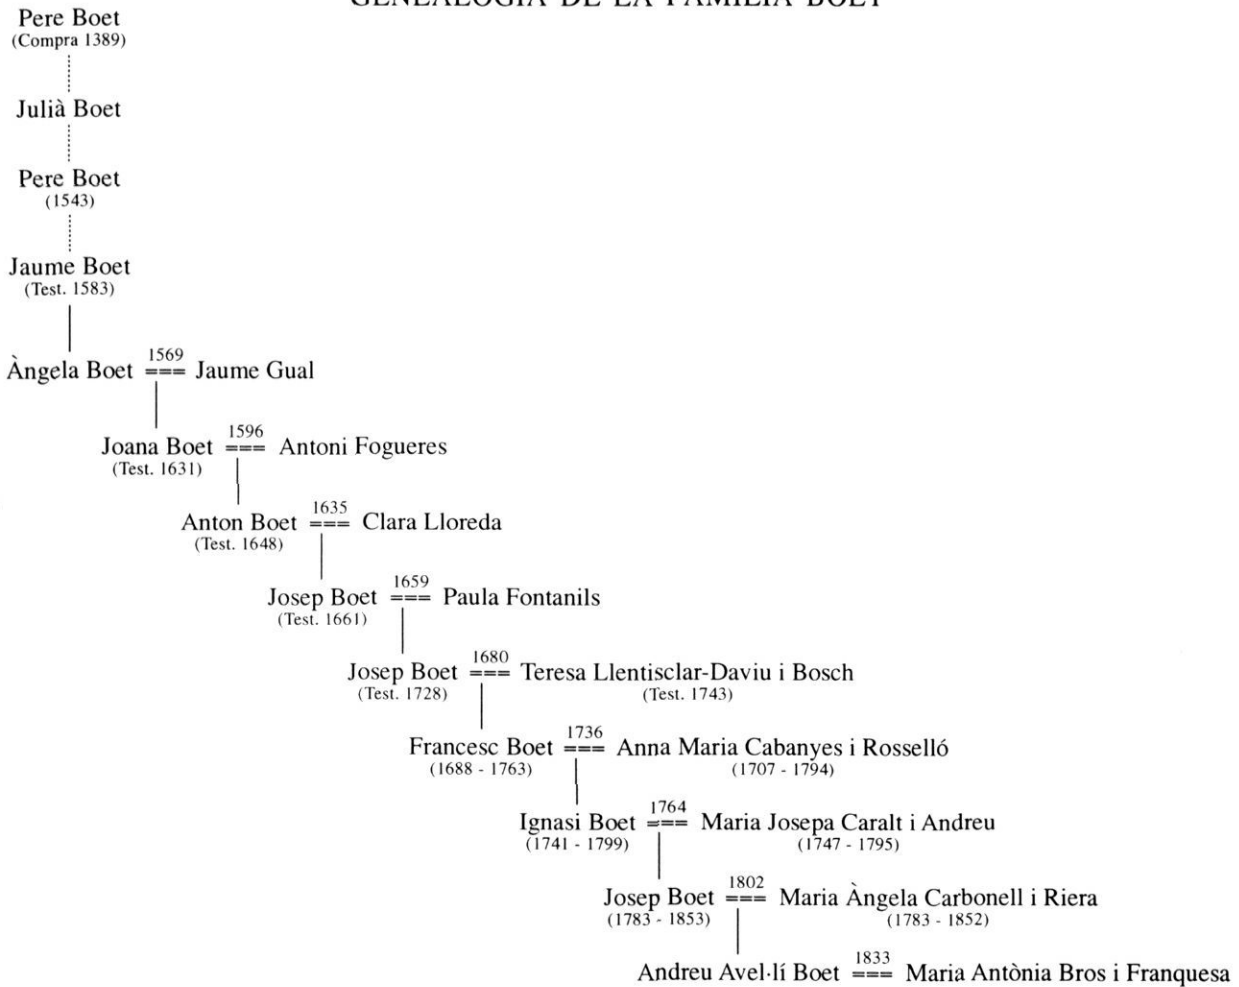 GENEALOGIA DE LA FAMÍLIA BOET
Pere Boet
(Compra 1389)
Julià Boet
Pere Boet
(1543)
Jaume Boet
(Test. 1583)
Àngela Boet === 1569 Jaume Gual
Joana Boet === 1596 Antoni Fogueres
(Test. 1631)
Anton Boet === 1635 Clara Lloreda
(Test. 1648)
Josep Boet === 1659 Paula Fontanils
(Test. 1661)
Josep Boet === 1680 Teresa Llentisclar-Daviu i Bosch
(Test. 1728) (Test. 1743)
Francesc Boet === 1736 Anna Maria Cabanyes i Rosselló
(1688 - 1763) (1707 - 1794)
Ignasi Boet === 1764 Maria Josepa Caralt i Andreu
(1741 - 1799) (1747 - 1795)
Josep Boet === 1802 Maria Àngela Carbonell i Riera
(1783 - 1853) (1783 - 1852)
Andreu Avel·lí Boet === 1833 Maria Antònia Bros i Franquesa